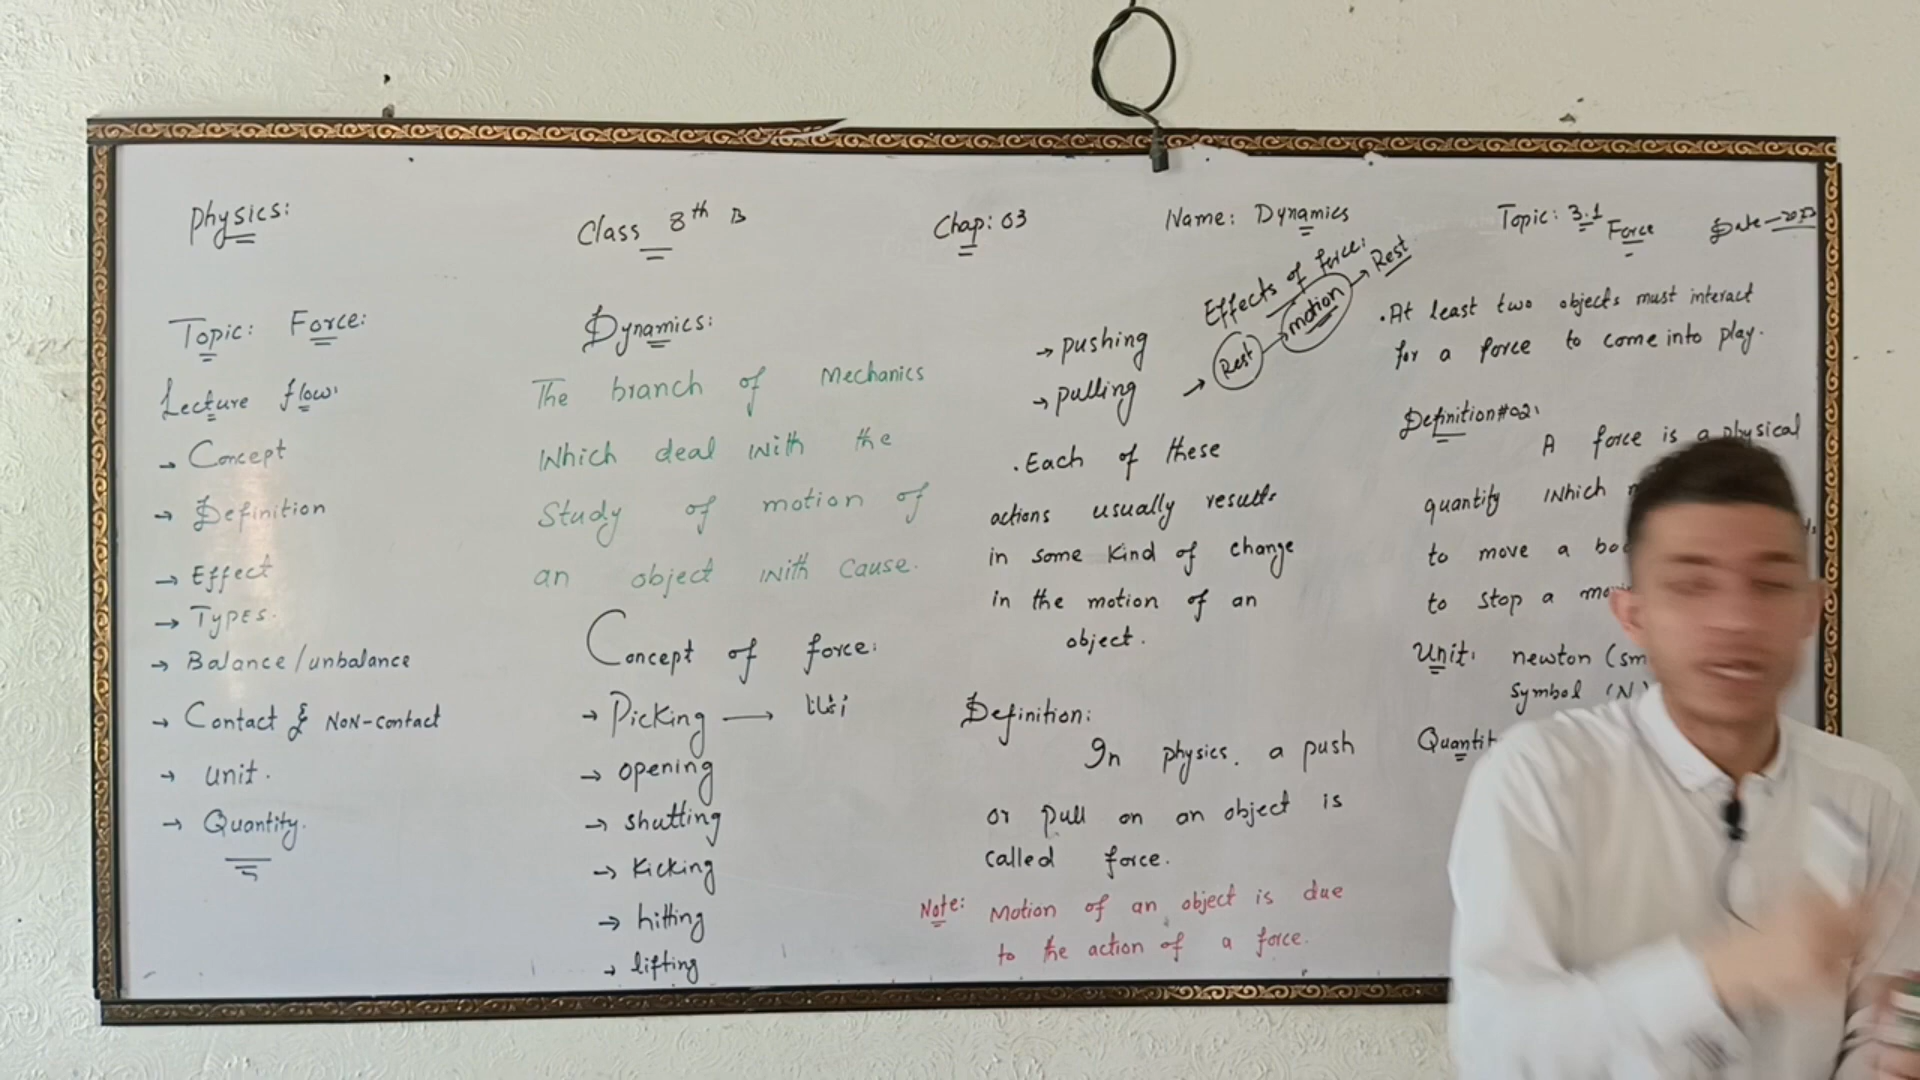 Physics:
Class 8th B
Chap: 03
Name: Dynamics
Topic: 3.1 Force
Date
Topic: Force:
Lecture flow:
→ Concept
→ Definition
→ Effect
→ Types.
→ Balance/unbalance
→ Contact & Non-contact
→ unit.
→ Quantity.
Dynamics:
The branch of Mechanics
Which deal with the
Study of motion of
an object with cause.
Concept of force:
→ Picking → اٹھانا
→ opening
→ shutting
→ Kicking
→ hitting
→ lifting
→ pushing
→ pulling
Effects of force:
→ Rest → motion → Rest
. Each of these
actions usually results
in some kind of change
in the motion of an
object.
Definition:
In physics, a push
or pull on an object is
called force.
Note: Motion of an object is due
to the action of a force.
. At least two objects must interact
for a force to come into play.
Definition#02:
A force is a physical
quantity which
to move a
to stop a
Unit: newton
Symbol (N)